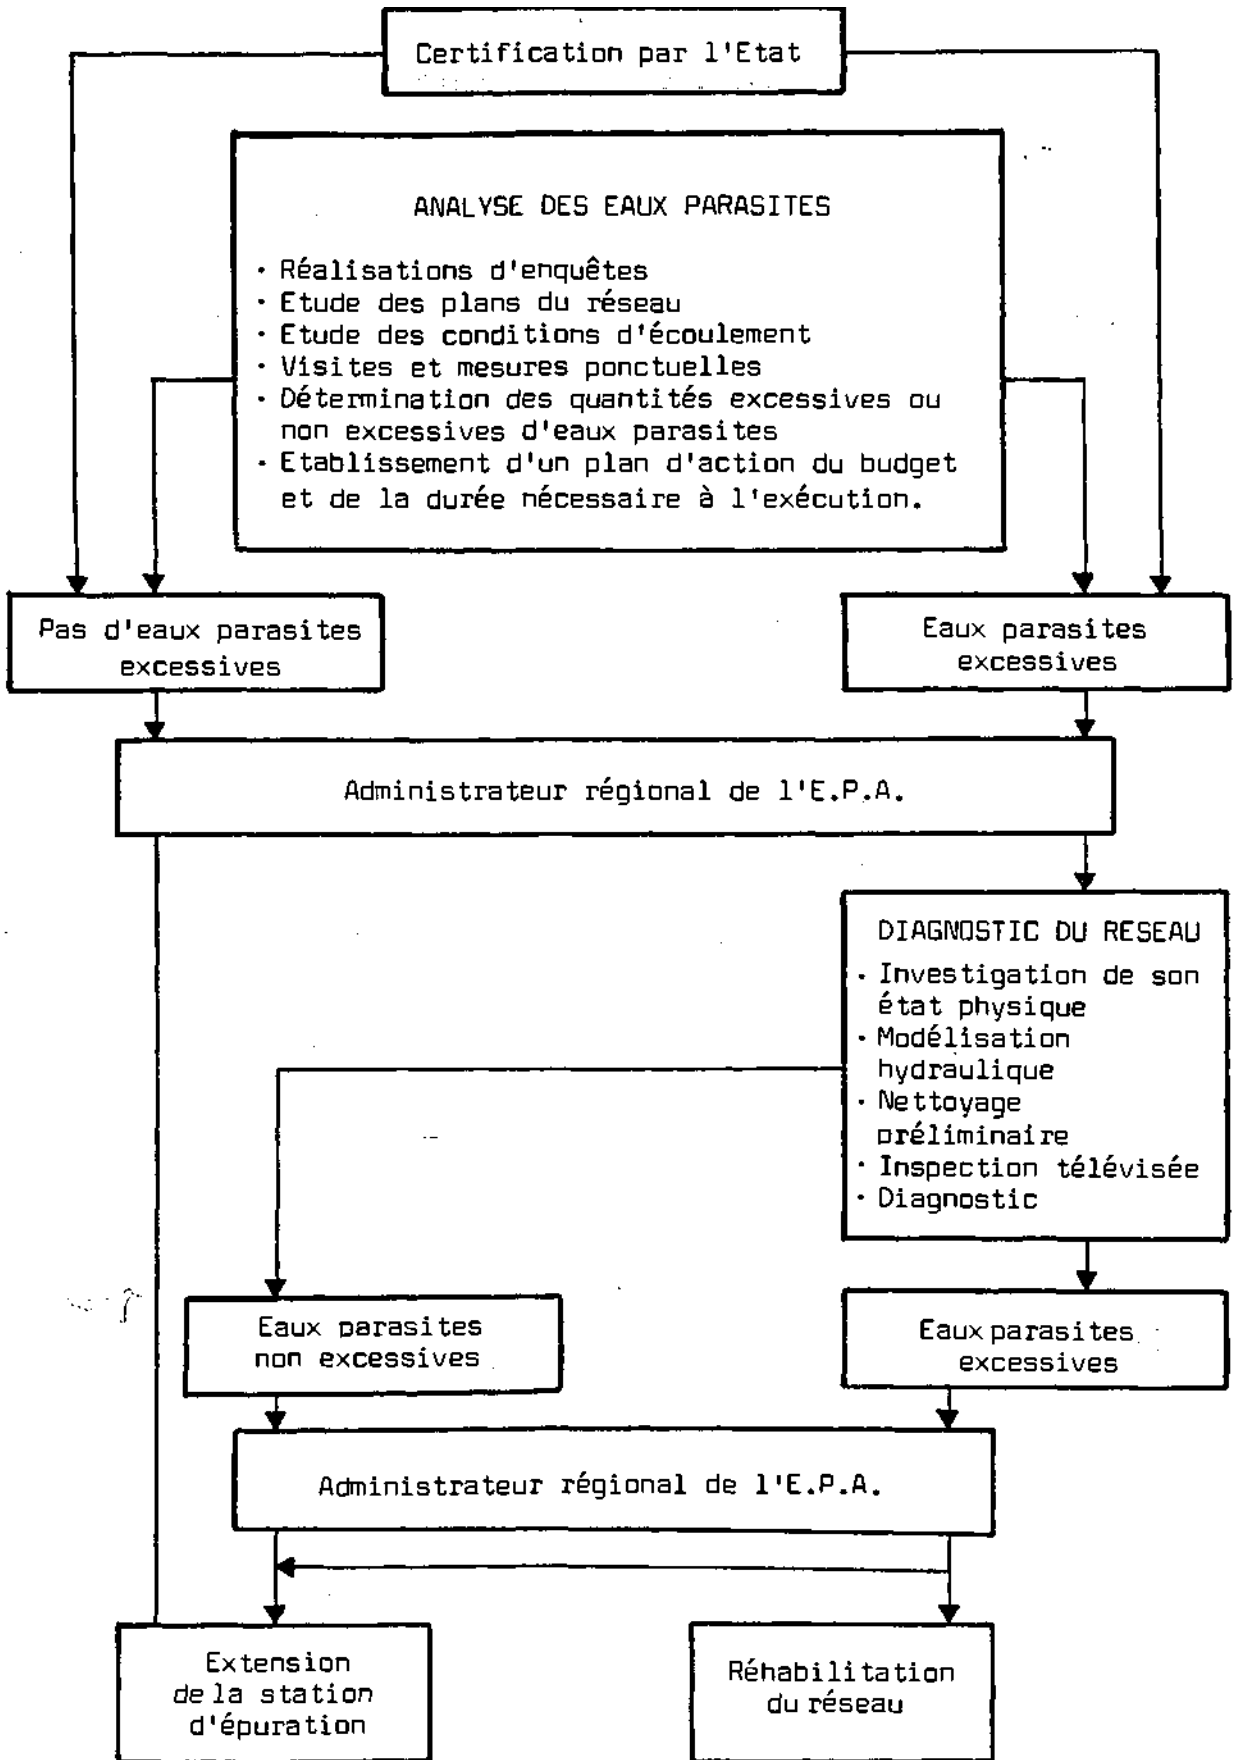 Certification par l'Etat
ANALYSE DES EAUX PARASITES
· Réalisations d'enquêtes
· Etude des plans du réseau
· Etude des conditions d'écoulement
· Visites et mesures ponctuelles
· Détermination des quantités excessives ou
non excessives d'eaux parasites
· Etablissement d'un plan d'action du budget
et de la durée nécessaire à l'exécution.
Pas d'eaux parasites
excessives
Eaux parasites
excessives
Administrateur régional de l'E.P.A.
DIAGNOSTIC DU RESEAU
· Investigation de son
état physique
· Modélisation
hydraulique
· Nettoyage
préliminaire
· Inspection télévisée
· Diagnostic
Eaux parasites
non excessives
Eaux parasites
excessives
Administrateur régional de l'E.P.A.
Extension
de la station
d'épuration
Réhabilitation
du réseau